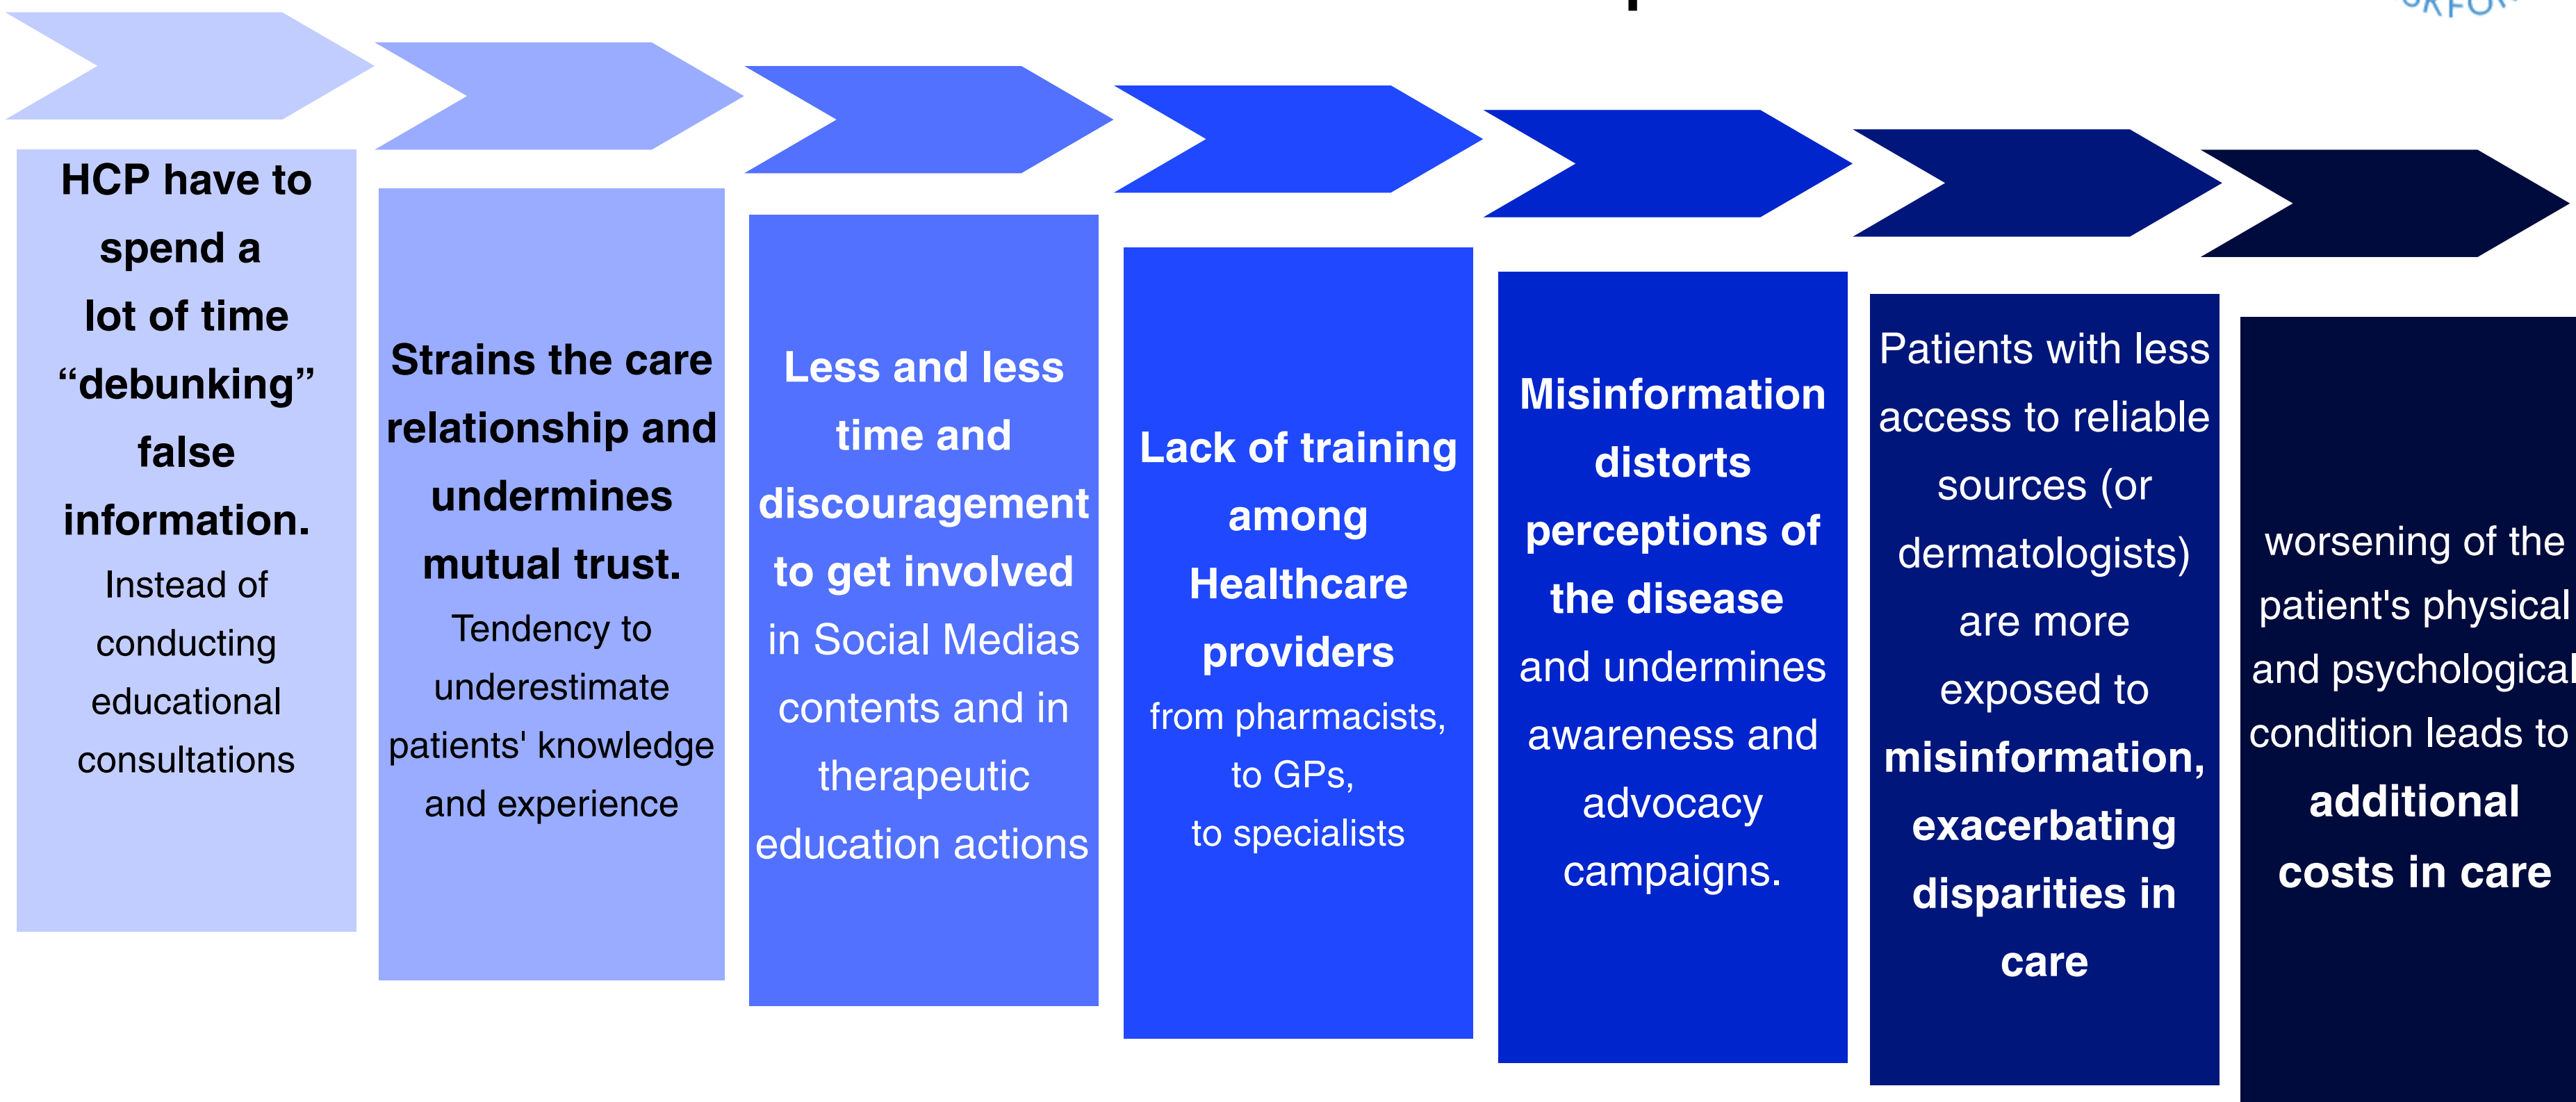 HCP have to
spend a
lot of time
“debunking”
false
information.
Instead of
conducting
educational
consultations
Strains the care
relationship and
undermines
mutual trust.
Tendency to
underestimate
patients' knowledge
and experience
Less and less
time and
discouragement
to get involved
in Social Medias
contents and in
therapeutic
education actions
Lack of training
among
Healthcare
providers
from pharmacists,
to GPs,
to specialists
Misinformation
distorts
perceptions of
the disease
and undermines
awareness and
advocacy
campaigns.
Patients with less
access to reliable
sources (or
dermatologists)
are more
exposed to
misinformation,
exacerbating
disparities in
care
worsening of the
patient's physical
and psychological
condition leads to
additional
costs in care